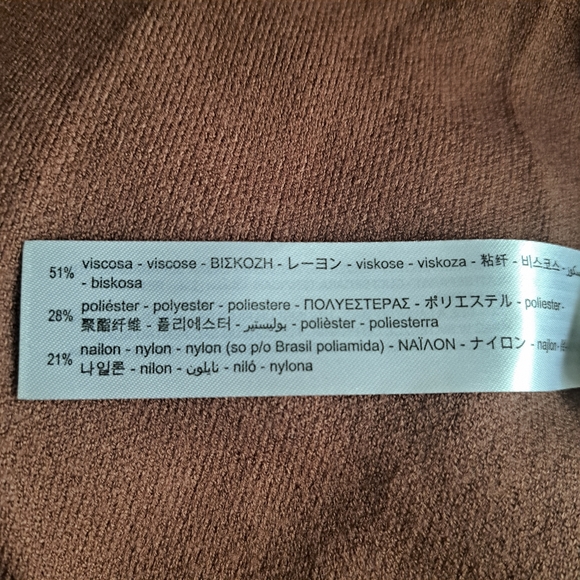 51% viscosa - viscose - ΒΙΣΚΟΖΗ - レーヨン - viskose - viskoza - 粘纤 - 비스코스 -
- biskosa
28% poliéster - polyester - poliestere - ΠΟΛΥΕΣΤΕΡΑΣ - ポリエステル - poliester -
聚酯纤维 - 폴리에스터 - بوليستير - polièster - poliesterra
21% nailon - nylon - nylon (so p/o Brasil poliamida) - ΝΑΪΛΟΝ - ナイロン - najlon -
나일론 - nilon - نايلون - niló - nylona